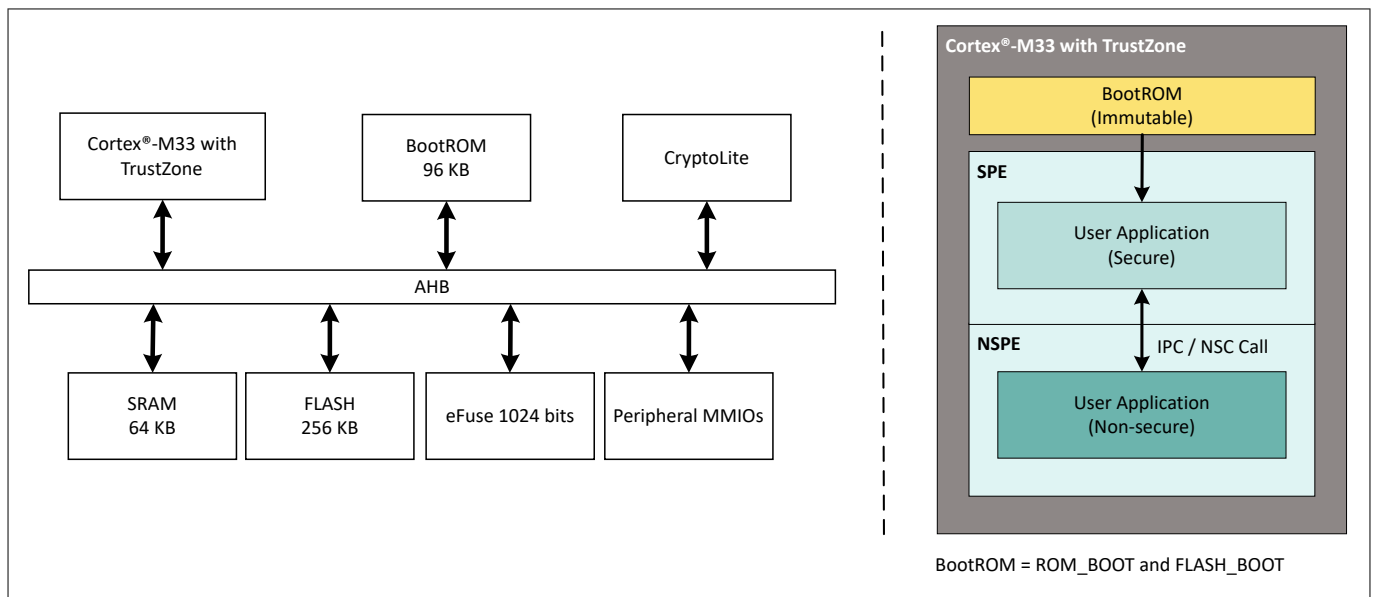 Cortex®-M33 with
TrustZone
BootROM
96 KB
CryptoLite
AHB
SRAM
64 KB
FLASH
256 KB
eFuse 1024 bits
Peripheral MMIOs
Cortex®-M33 with TrustZone
BootROM
(Immutable)
SPE
User Application
(Secure)
NSPE
IPC / NSC Call
User Application
(Non-secure)
BootROM = ROM_BOOT and FLASH_BOOT